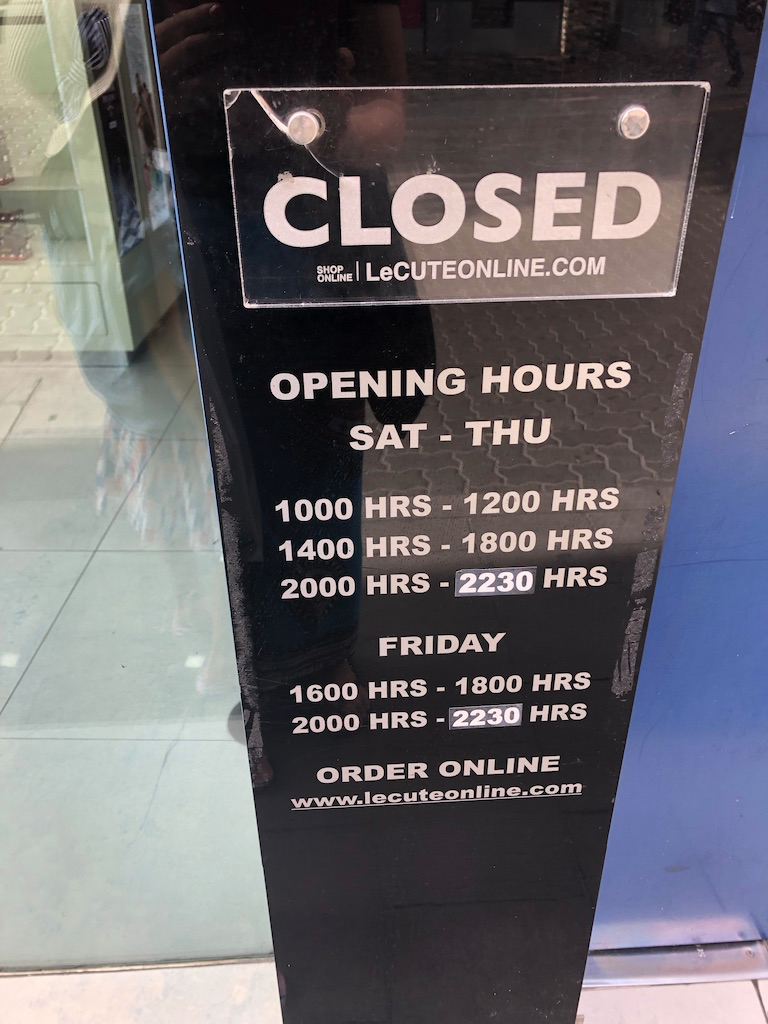 CLOSED
SHOP
ONLINE
LeCUTEONLINE.COM
OPENING HOURS
SAT - THU
1000 HRS - 1200 HRS
1400 HRS - 1800 HRS
2000 HRS - 2230 HRS
FRIDAY
1600 HRS - 1800 HRS
2000 HRS - 2230 HRS
ORDER ONLINE
www.lecuteonline.com